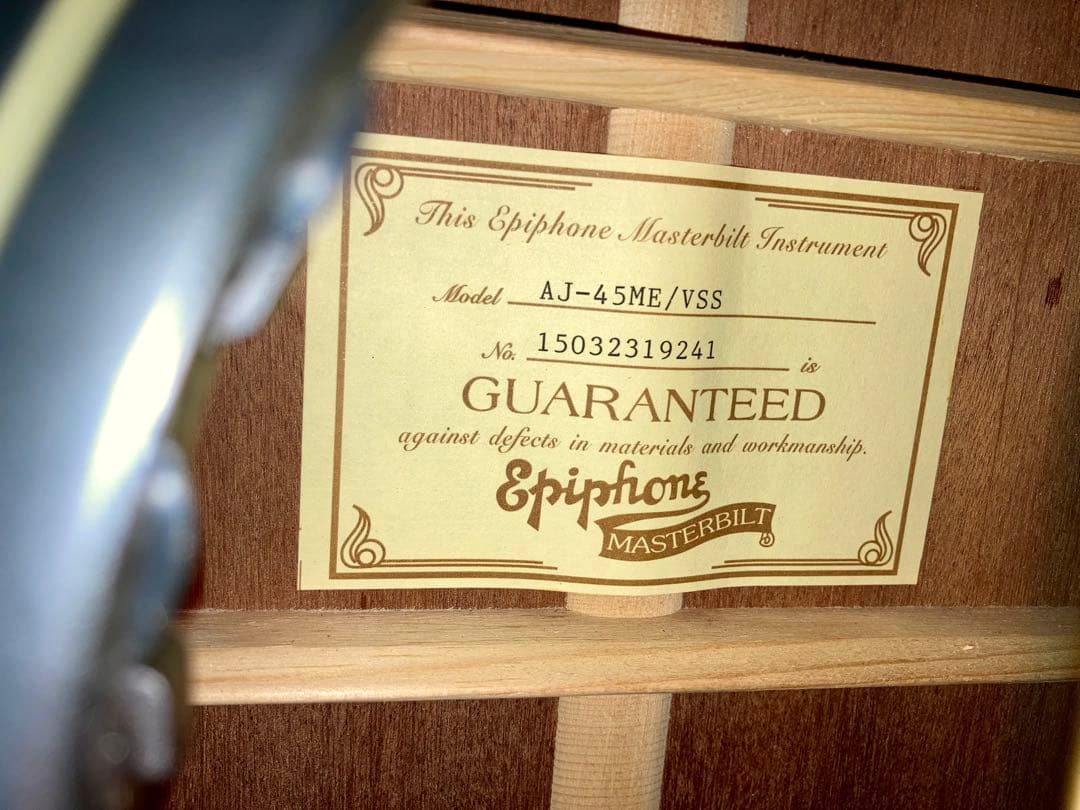 This Epiphone Masterbilt Instrument
Model AJ-45ME/VSS
No. 15032319241 is
GUARANTEED
against defects in materials and workmanship.
Epiphone
MASTERBILT